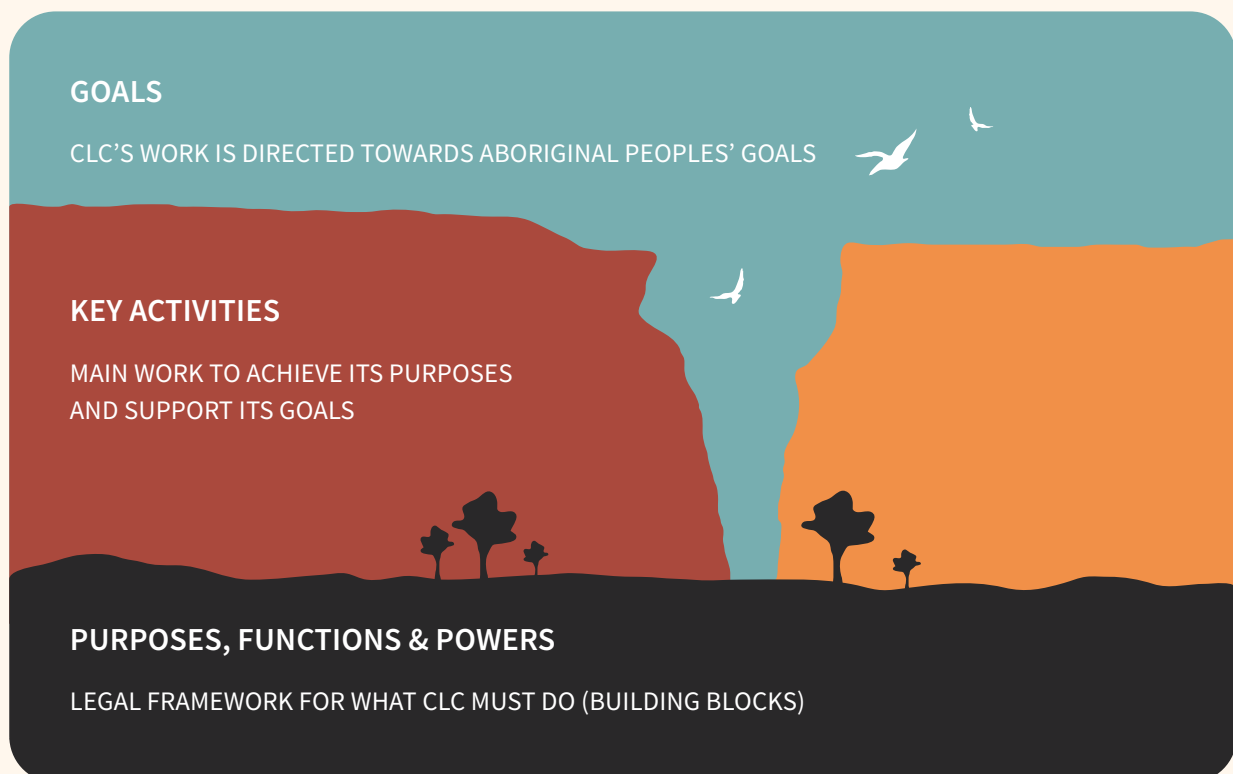 GOALS
CLC’S WORK IS DIRECTED TOWARDS ABORIGINAL PEOPLES’ GOALS
KEY ACTIVITIES
MAIN WORK TO ACHIEVE ITS PURPOSES
AND SUPPORT ITS GOALS
PURPOSES, FUNCTIONS & POWERS
LEGAL FRAMEWORK FOR WHAT CLC MUST DO (BUILDING BLOCKS)